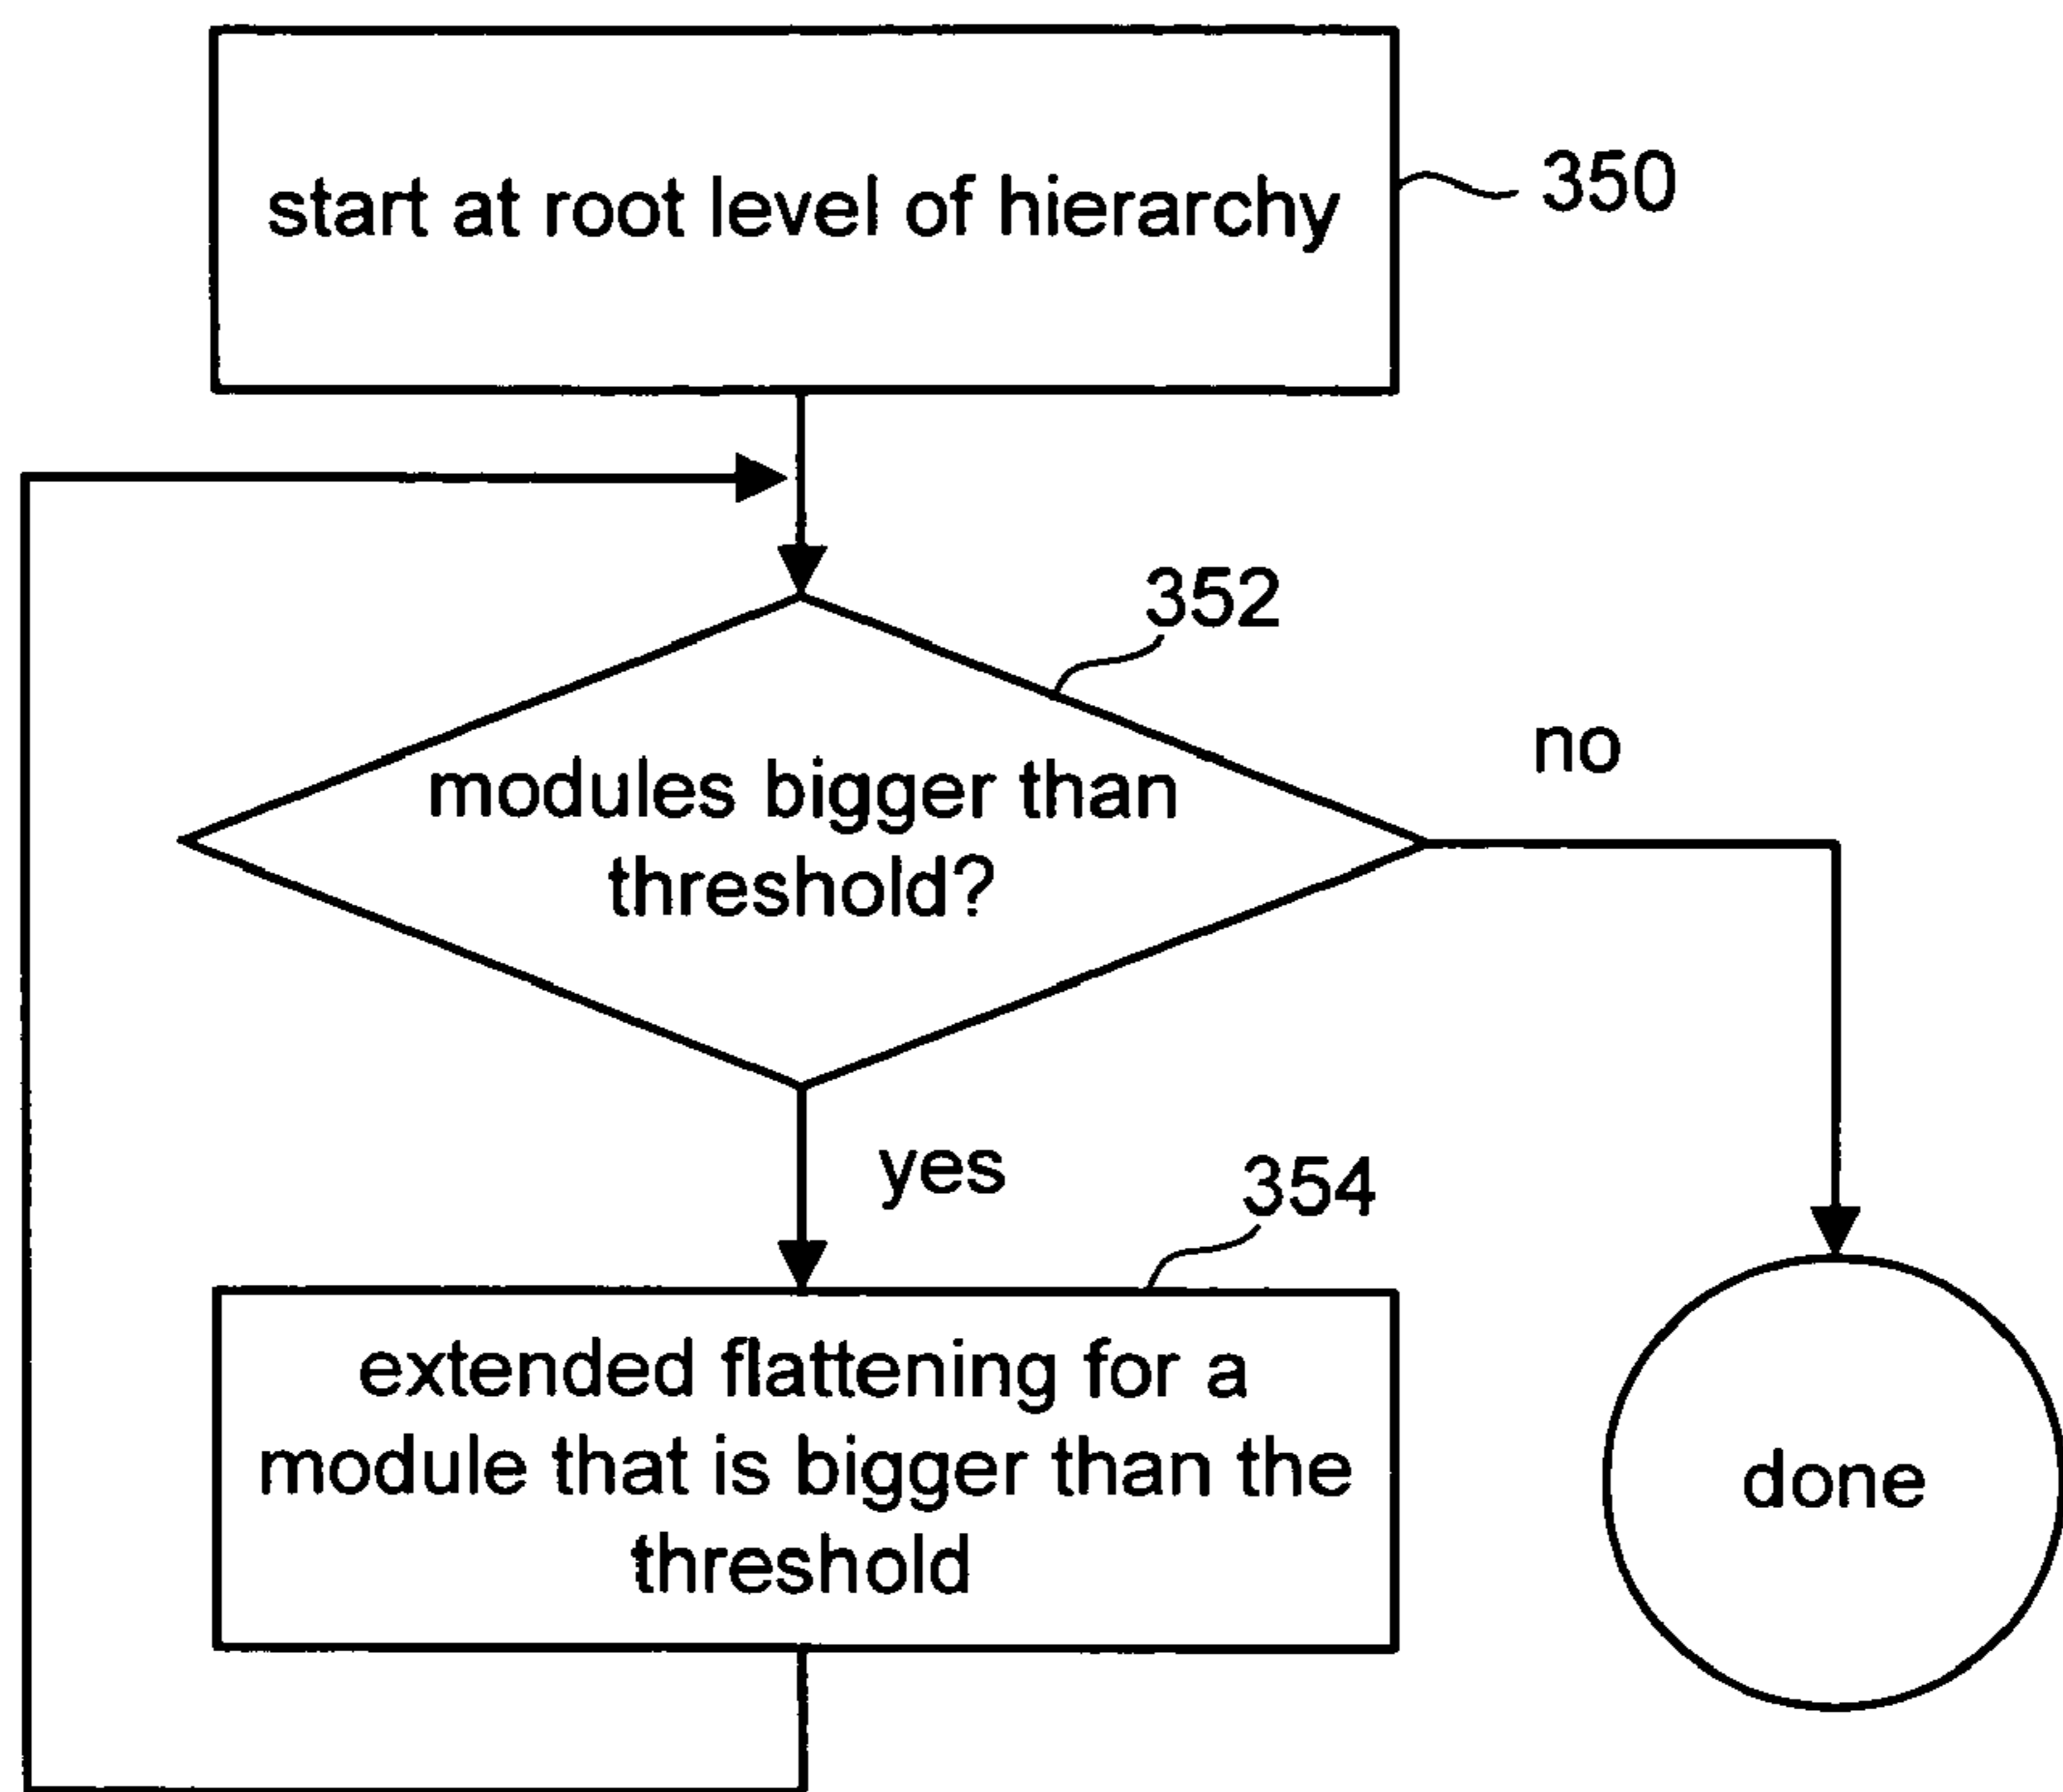 start at root level of hierarchy
350
352
modules bigger than
threshold?
no
yes
354
extended flattening for a
module that is bigger than the
threshold
done